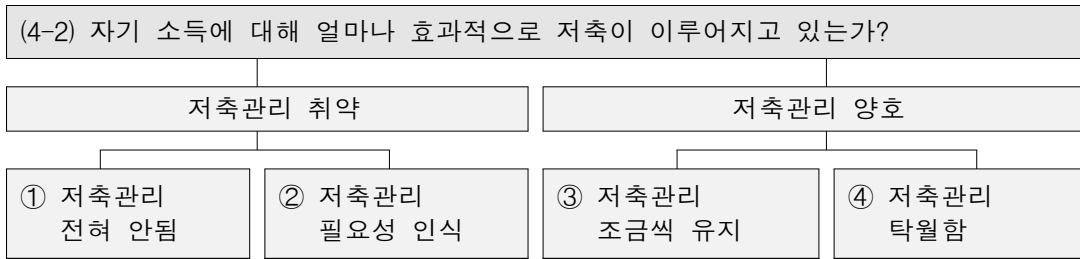 (4-2) 자기 소득에 대해 얼마나 효과적으로 저축이 이루어지고 있는가?
저축관리 취약
저축관리 양호
① 저축관리
전혀 안됨
② 저축관리
필요성 인식
③ 저축관리
조금씩 유지
④ 저축관리
탁월함